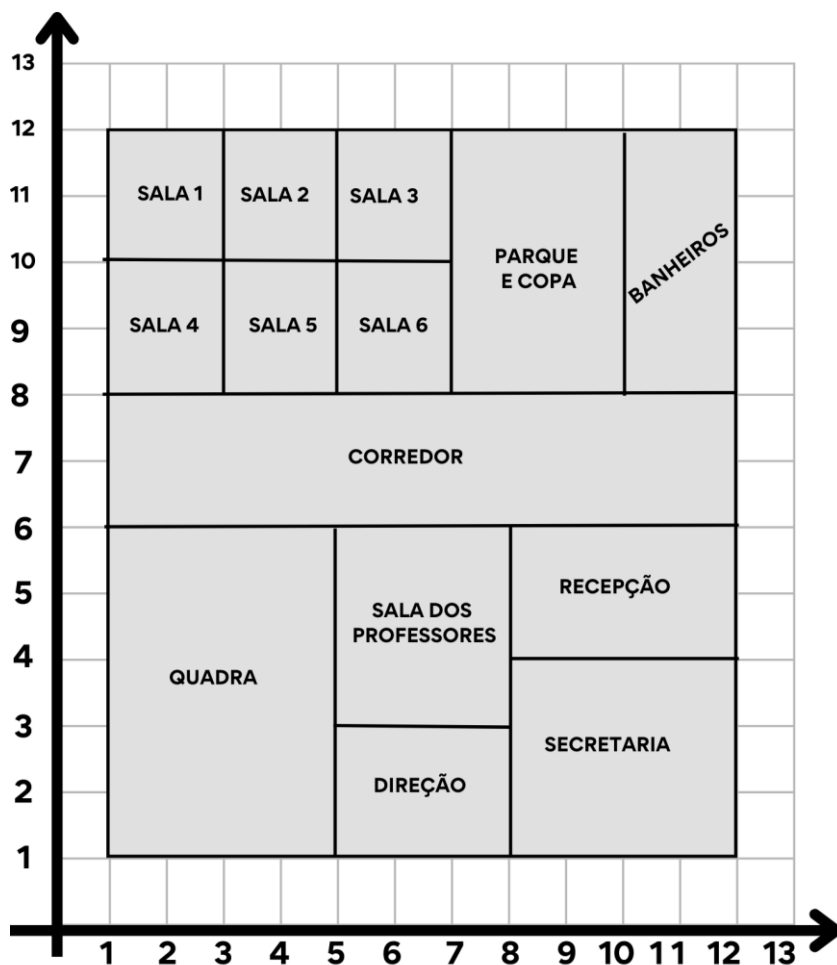 13
12
SALA 1 SALA 2 SALA 3
11
PARQUE
E COPA
BANHEIROS
10
SALA 4 SALA 5 SALA 6
9
8
CORREDOR
7
6
RECEPÇÃO
5
SALA DOS
PROFESSORES
4
QUADRA
3
SECRETARIA
DIREÇÃO
2
1
1 2 3 4 5 6 7 8 9 10 11 12 13